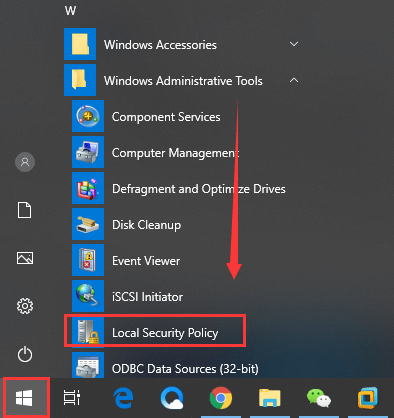 W
Windows Accessories
Windows Administrative Tools
Component Services
Computer Management
Defragment and Optimize Drives
Disk Cleanup
Event Viewer
iSCSI Initiator
Local Security Policy
ODBC Data Sources (32-bit)